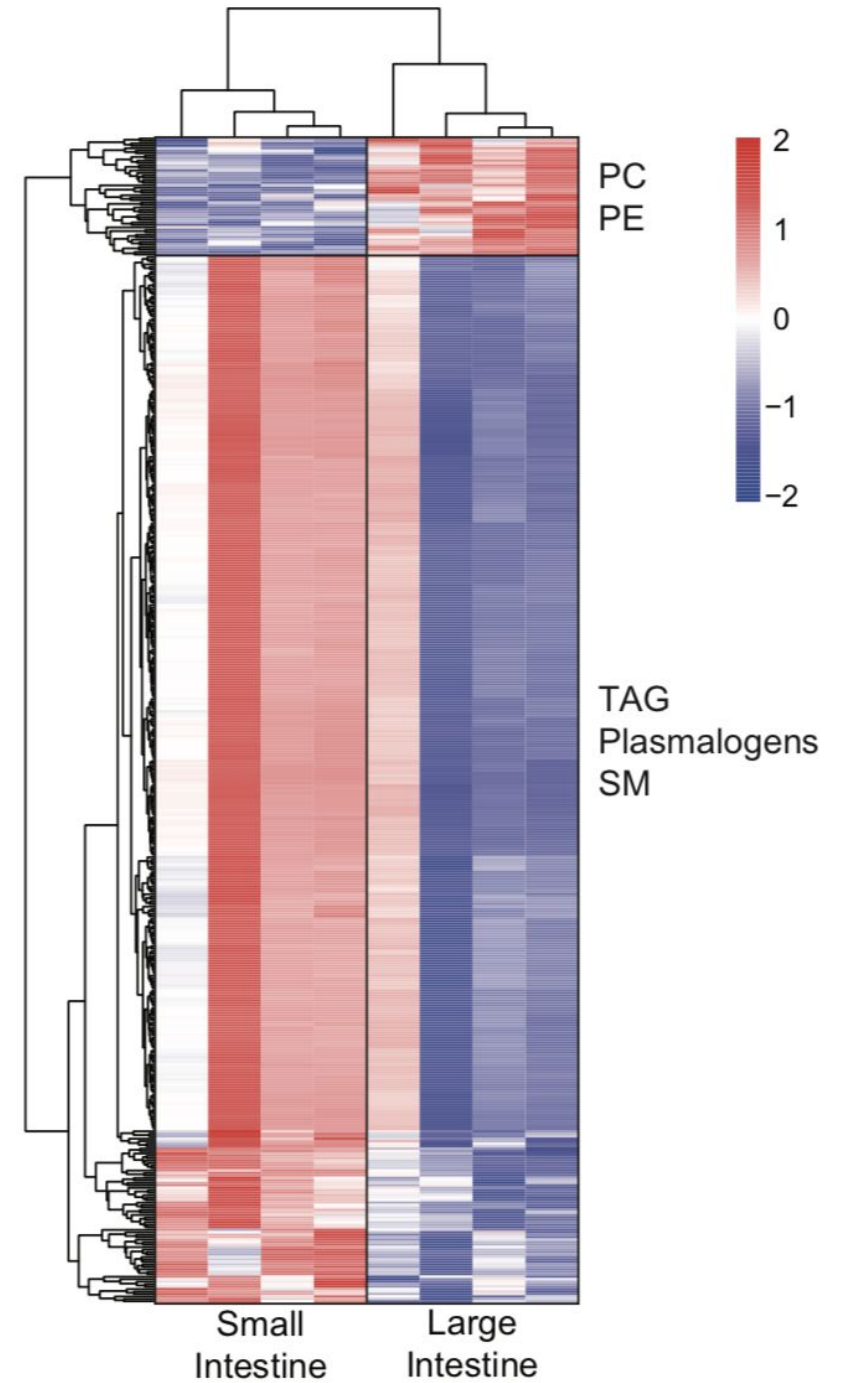 PC
PE
2
1
0
−1
−2
TAG
Plasmalogens
SM
Small
Intestine
Large
Intestine